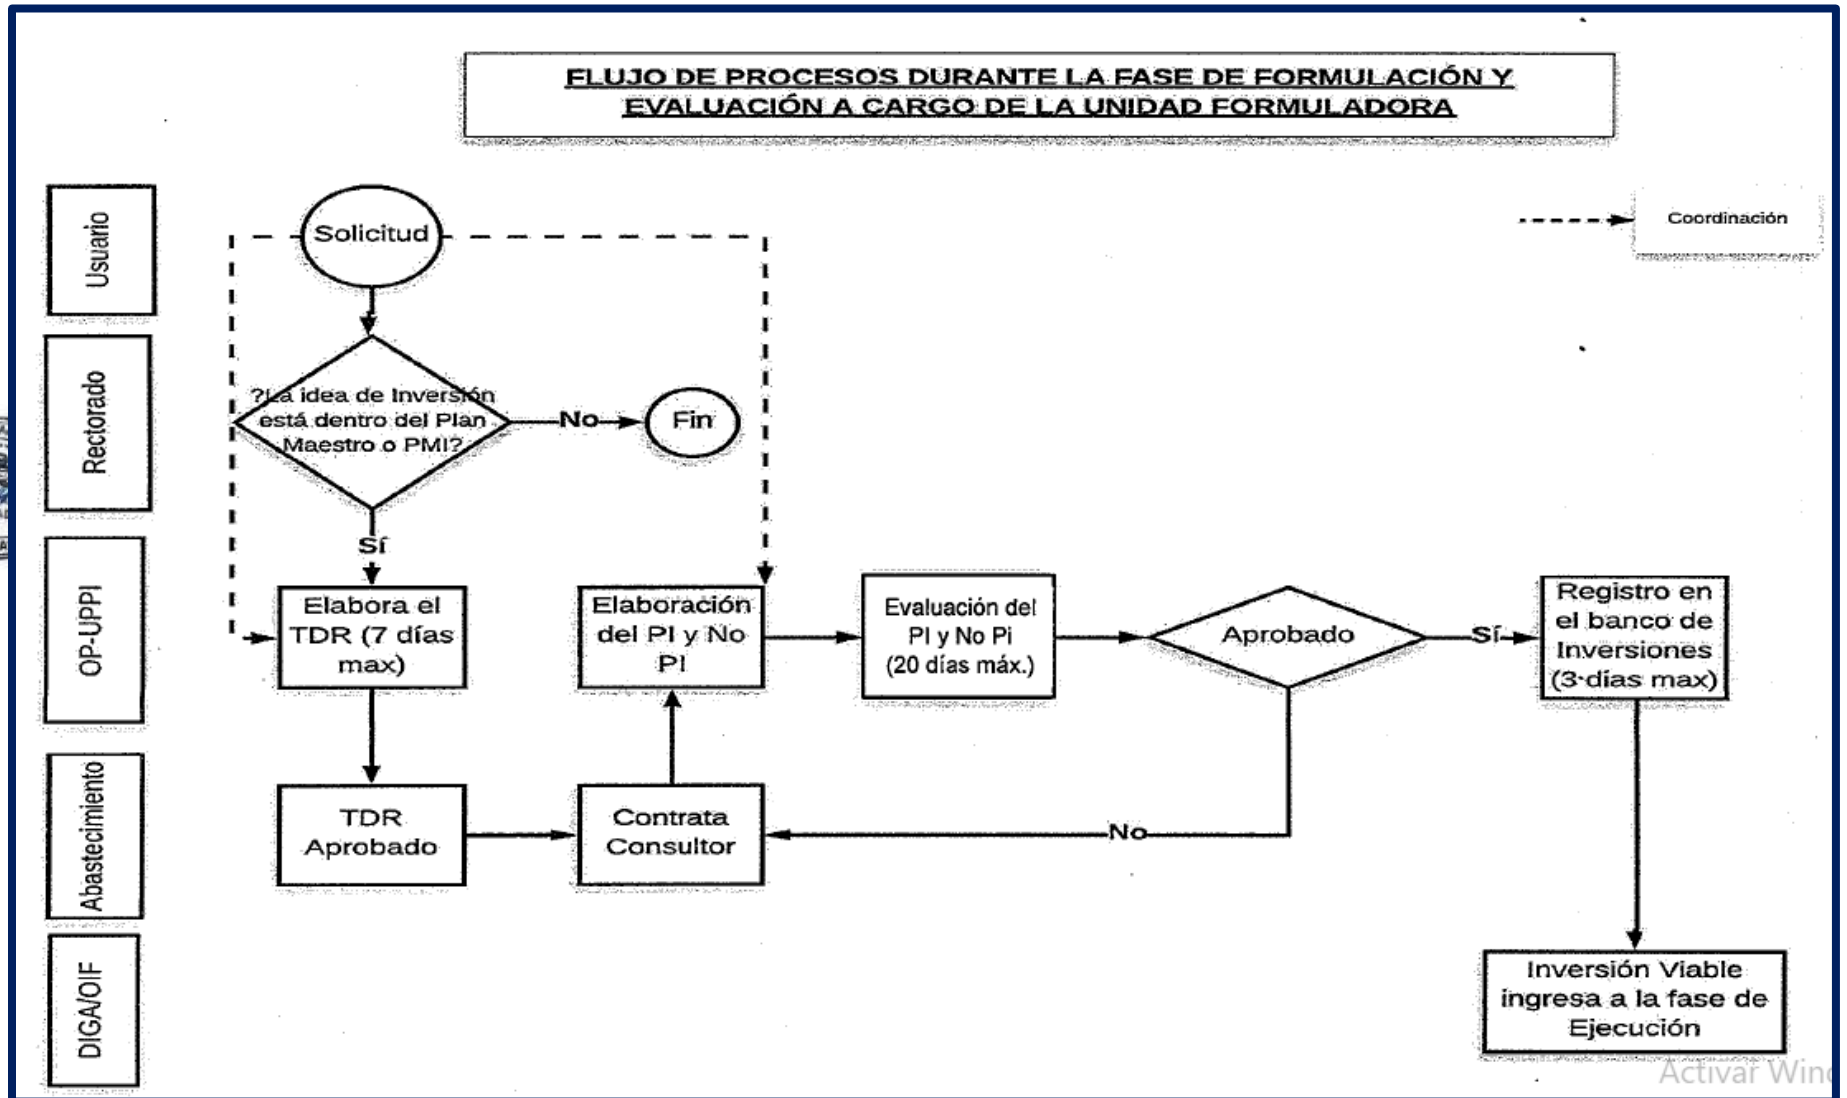 FLUJO DE PROCESOS DURANTE LA FASE DE FORMULACIÓN Y
EVALUACIÓN A CARGO DE LA UNIDAD FORMULADORA
Usuario
Solicitud
Coordinación
Rectorado
?La idea de Inversión
está dentro del Plan
Maestro o PMI?
No
Fin
Sí
OP-UPPI
Elabora el
TDR (7 días
max)
Elaboración
del PI y No
PI
Evaluación del
PI y No Pi
(20 días máx.)
Aprobado
Sí
Registro en
el banco de
Inversiones
(3 días max)
Abastecimiento
TDR
Aprobado
Contrata
Consultor
No
DIGA/OIF
Inversión Viable
ingresa a la fase de
Ejecución
Activar Wind